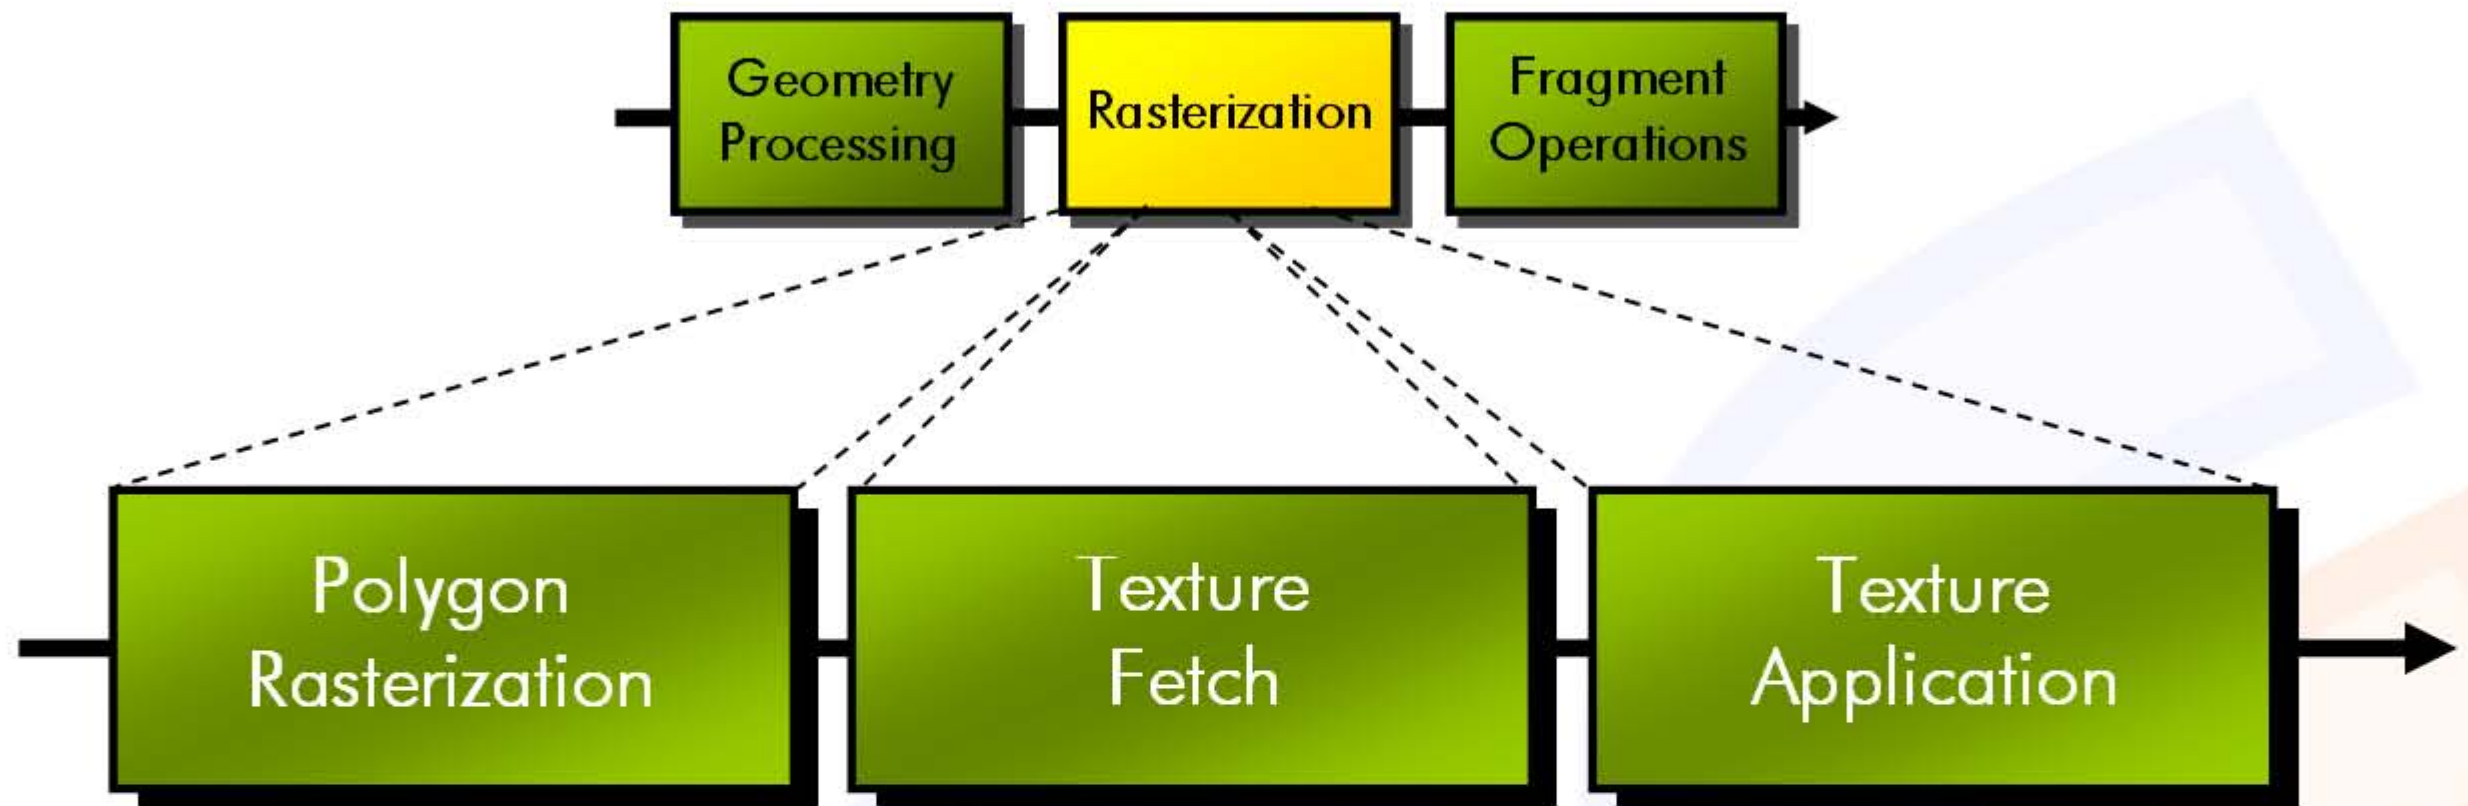 Geometry
Processing
Rasterization
Fragment
Operations
Polygon
Rasterization
Texture
Fetch
Texture
Application